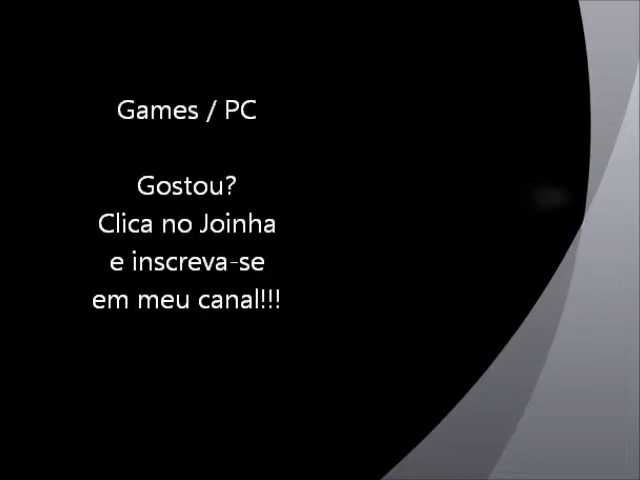 Games / PC
Gostou?
Clica no Joinha
e inscreva-se
em meu canal!!!